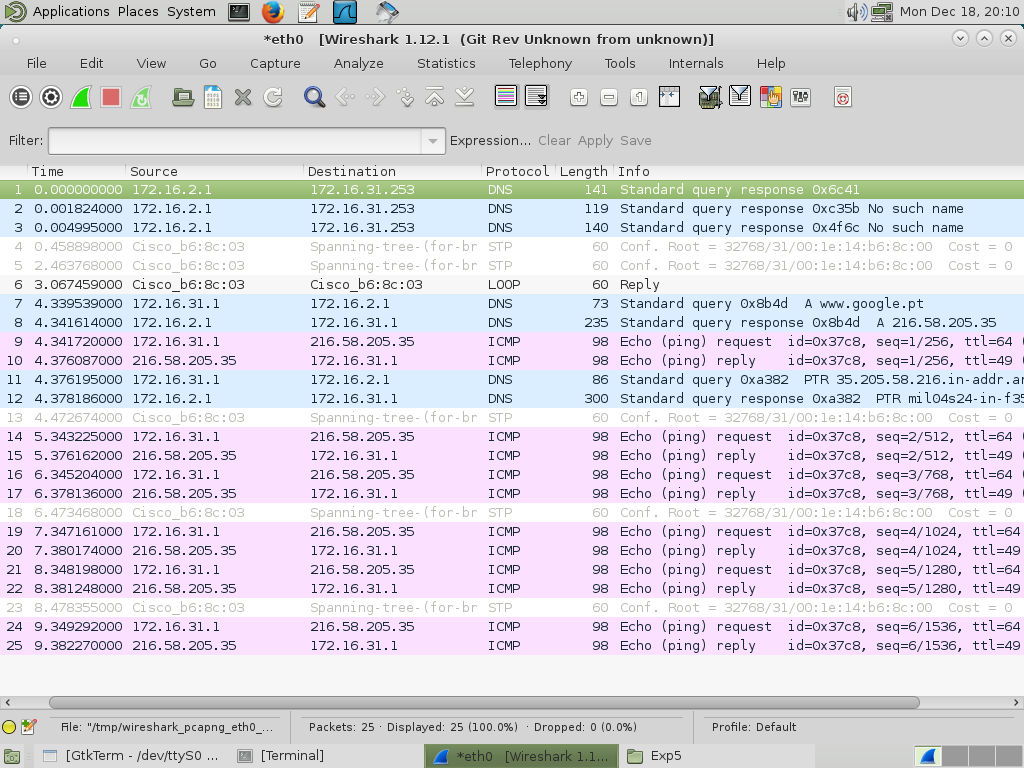 Applications Places System Mon Dec 18, 20:10
*eth0 [Wireshark 1.12.1 (Git Rev Unknown from unknown)]
File Edit View Go Capture Analyze Statistics Telephony Tools Internals Help
Filter: Expression... Clear Apply Save
Time Source Destination Protocol Length Info
1 0.000000000 172.16.2.1 172.16.31.253 DNS 141 Standard query response 0x6c41
2 0.001824000 172.16.2.1 172.16.31.253 DNS 119 Standard query response 0xc35b No such name
3 0.004995000 172.16.2.1 172.16.31.253 DNS 140 Standard query response 0x4f6c No such name
4 0.458898000 Cisco_b6:8c:03 Spanning-tree-(for-br STP 60 Conf. Root = 32768/31/00:1e:14:b6:8c:00 Cost = 0
5 2.463768000 Cisco_b6:8c:03 Spanning-tree-(for-br STP 60 Conf. Root = 32768/31/00:1e:14:b6:8c:00 Cost = 0
6 3.067459000 Cisco_b6:8c:03 Cisco_b6:8c:03 LOOP 60 Reply
7 4.339539000 172.16.31.1 172.16.2.1 DNS 73 Standard query 0x8b4d A www.google.pt
8 4.341614000 172.16.2.1 172.16.31.1 DNS 235 Standard query response 0x8b4d A 216.58.205.35
9 4.341720000 172.16.31.1 216.58.205.35 ICMP 98 Echo (ping) request id=0x37c8, seq=1/256, ttl=64 (
10 4.376087000 216.58.205.35 172.16.31.1 ICMP 98 Echo (ping) reply id=0x37c8, seq=1/256, ttl=49 (
11 4.376195000 172.16.31.1 172.16.2.1 DNS 86 Standard query 0xa382 PTR 35.205.58.216.in-addr.ar
12 4.378186000 172.16.2.1 172.16.31.1 DNS 300 Standard query response 0xa382 PTR mil04s24-in-f35
13 4.472674000 Cisco_b6:8c:03 Spanning-tree-(for-br STP 60 Conf. Root = 32768/31/00:1e:14:b6:8c:00 Cost = 0
14 5.343225000 172.16.31.1 216.58.205.35 ICMP 98 Echo (ping) request id=0x37c8, seq=2/512, ttl=64 (
15 5.376162000 216.58.205.35 172.16.31.1 ICMP 98 Echo (ping) reply id=0x37c8, seq=2/512, ttl=49 (
16 6.345204000 172.16.31.1 216.58.205.35 ICMP 98 Echo (ping) request id=0x37c8, seq=3/768, ttl=64 (
17 6.378136000 216.58.205.35 172.16.31.1 ICMP 98 Echo (ping) reply id=0x37c8, seq=3/768, ttl=49 (
18 6.473468000 Cisco_b6:8c:03 Spanning-tree-(for-br STP 60 Conf. Root = 32768/31/00:1e:14:b6:8c:00 Cost = 0
19 7.347161000 172.16.31.1 216.58.205.35 ICMP 98 Echo (ping) request id=0x37c8, seq=4/1024, ttl=64
20 7.380174000 216.58.205.35 172.16.31.1 ICMP 98 Echo (ping) reply id=0x37c8, seq=4/1024, ttl=49
21 8.348198000 172.16.31.1 216.58.205.35 ICMP 98 Echo (ping) request id=0x37c8, seq=5/1280, ttl=64
22 8.381248000 216.58.205.35 172.16.31.1 ICMP 98 Echo (ping) reply id=0x37c8, seq=5/1280, ttl=49
23 8.478355000 Cisco_b6:8c:03 Spanning-tree-(for-br STP 60 Conf. Root = 32768/31/00:1e:14:b6:8c:00 Cost = 0
24 9.349292000 172.16.31.1 216.58.205.35 ICMP 98 Echo (ping) request id=0x37c8, seq=6/1536, ttl=64
25 9.382270000 216.58.205.35 172.16.31.1 ICMP 98 Echo (ping) reply id=0x37c8, seq=6/1536, ttl=49
File: "/tmp/wireshark_pcapng_eth0_... Packets: 25 · Displayed: 25 (100.0%) · Dropped: 0 (0.0%) Profile: Default
[GtkTerm - /dev/ttyS0 ... [Terminal] *eth0 [Wireshark 1.1... Exp5